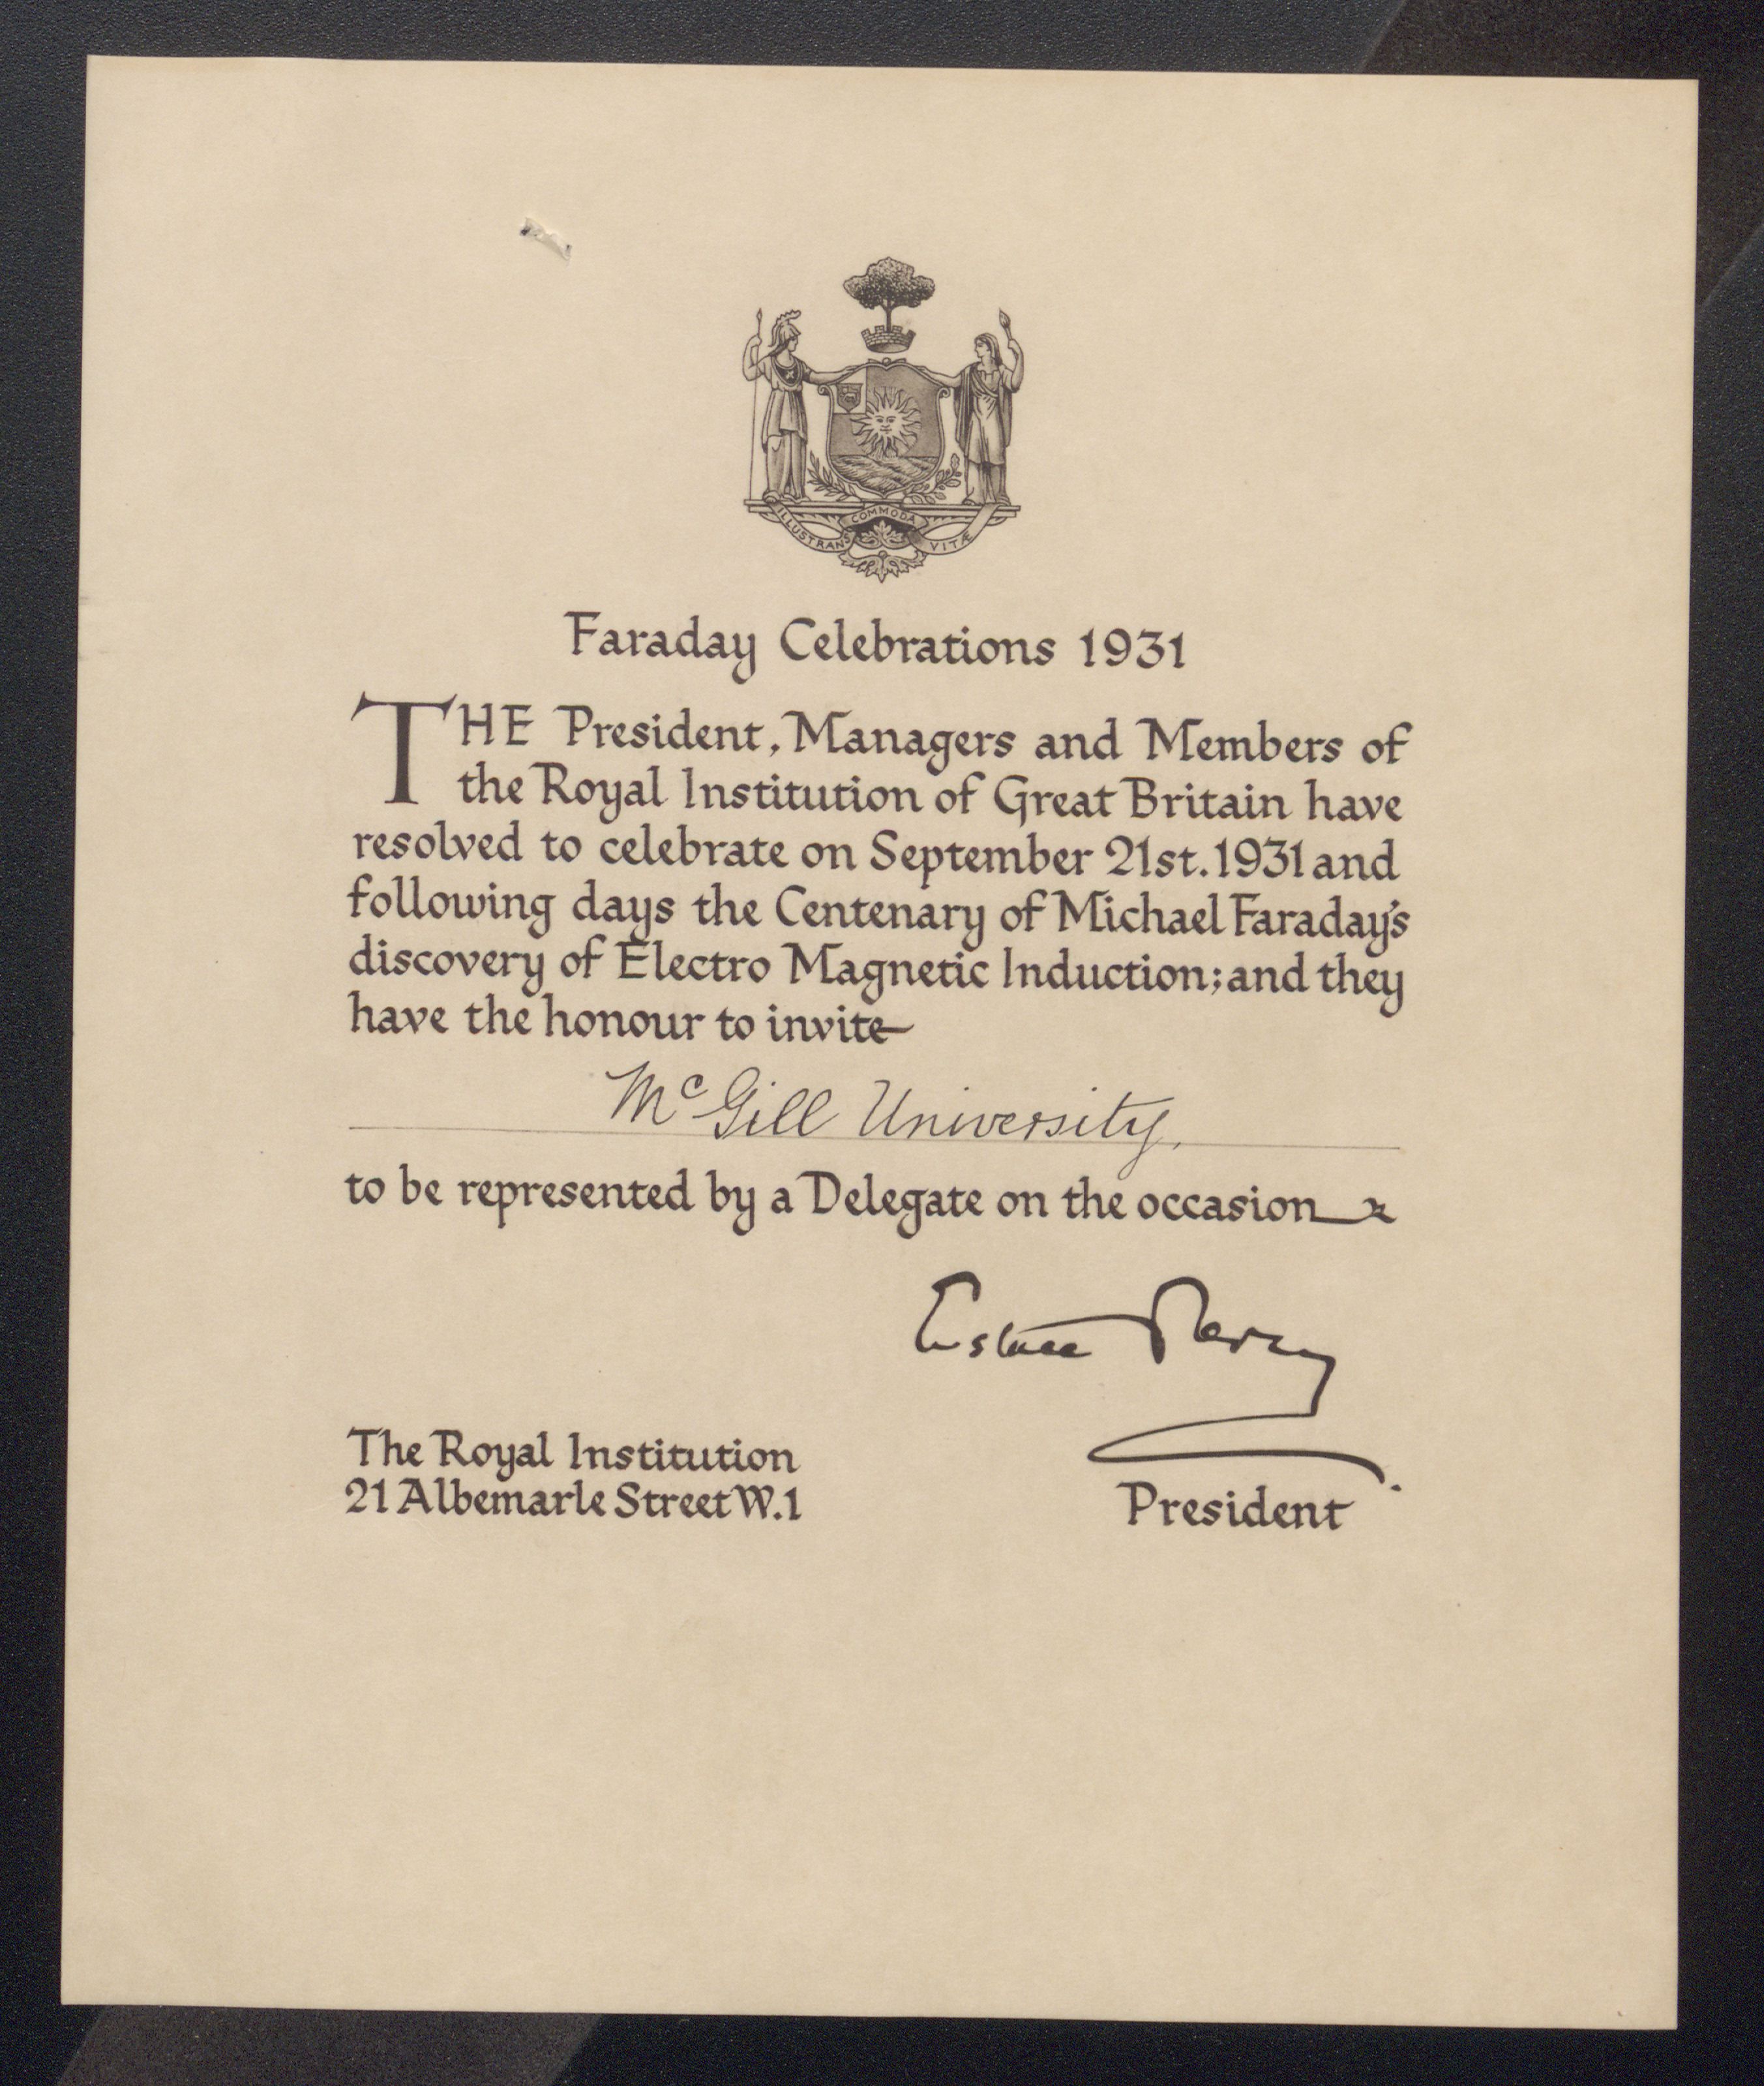 ILLUSTRANS COMMODA VITÆ
Faraday Celebrations 1931
THE President, Managers and Members of
the Royal Institution of Great Britain have
resolved to celebrate on September 21st. 1931 and
following days the Centenary of Michael Faraday's
discovery of Electro Magnetic Induction; and they
have the honour to invite
McGill University.
to be represented by a Delegate on the occasion
The Royal Institution
21 Albemarle Street W.1
President